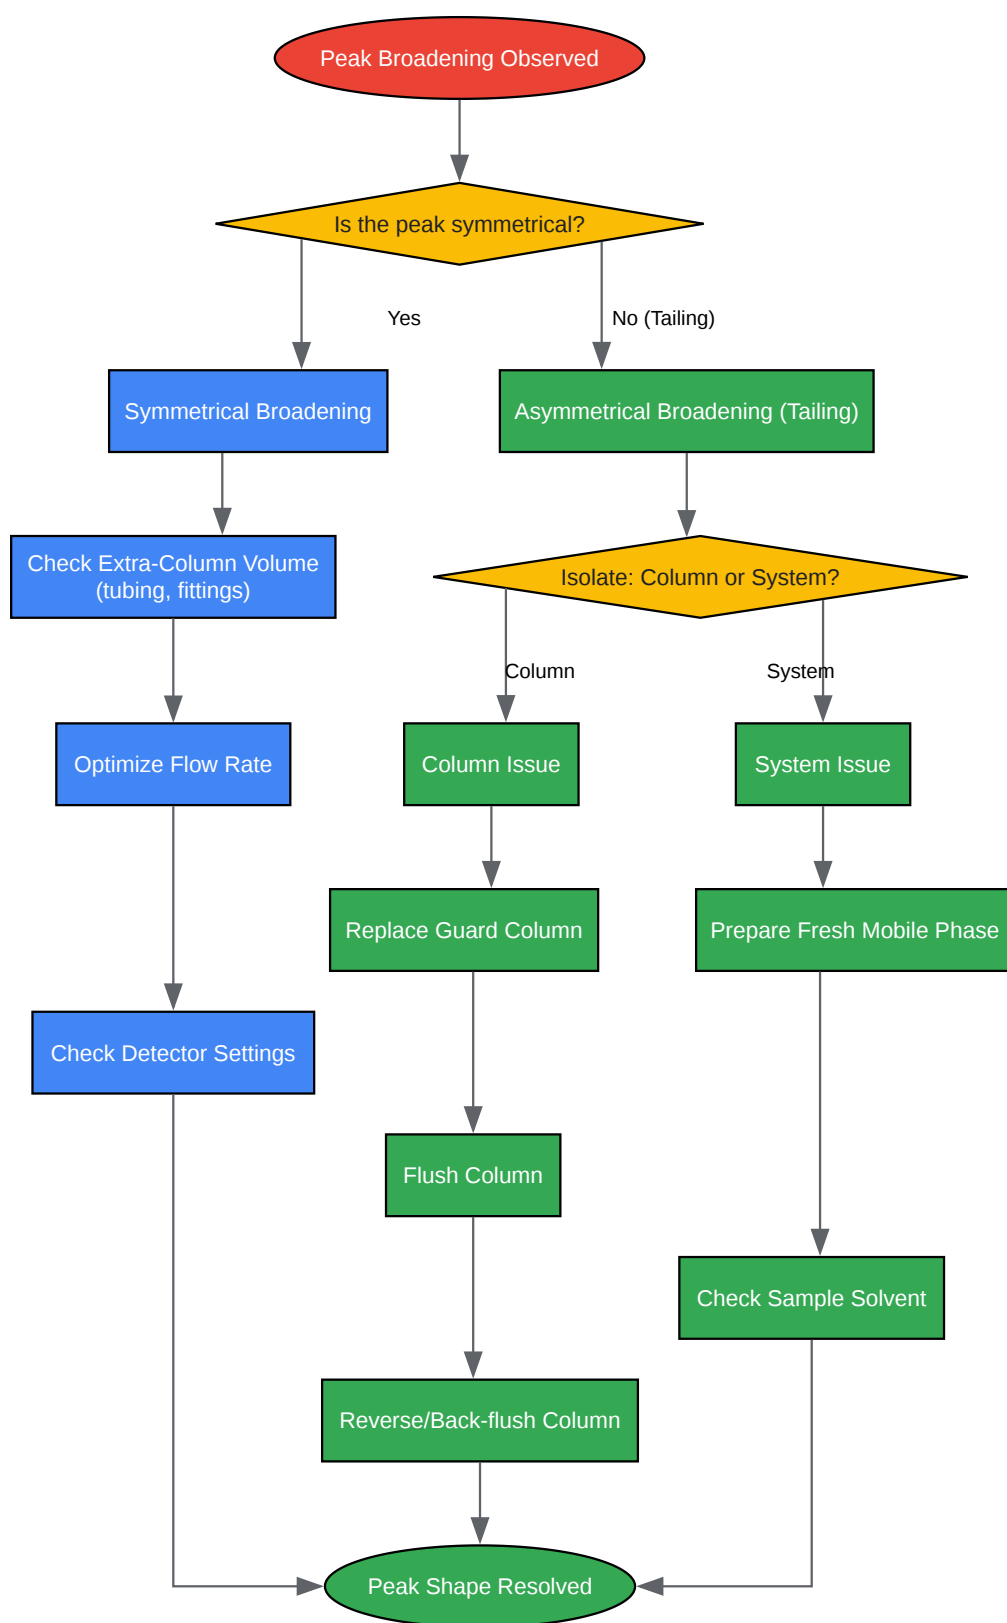 Peak Broadening Observed
Is the peak symmetrical?
Yes
No (Tailing)
Symmetrical Broadening
Asymmetrical Broadening (Tailing)
Check Extra-Column Volume
(tubing, fittings)
Isolate: Column or System?
Column
System
Optimize Flow Rate
Column Issue
System Issue
Replace Guard Column
Prepare Fresh Mobile Phase
Check Detector Settings
Flush Column
Check Sample Solvent
Reverse/Back-flush Column
Peak Shape Resolved